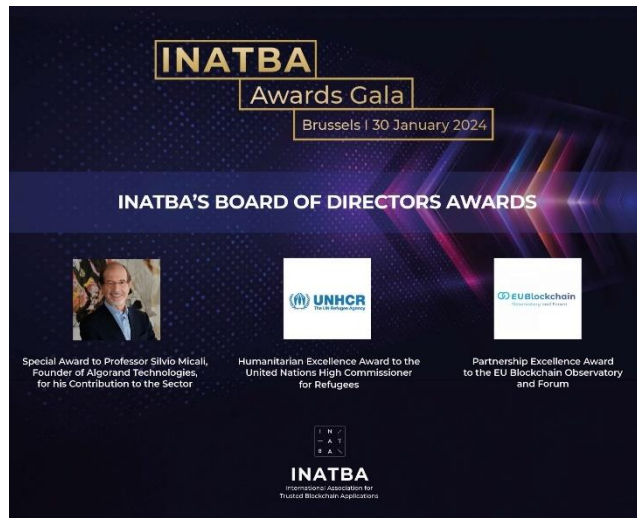 INATBA
Awards Gala
Brussels | 30 January 2024
INATBA'S BOARD OF DIRECTORS AWARDS
UNHCR
The UN Refugee Agency
EUBlockchain
Observatory and Forum
Special Award to Professor Silvio Micali,
Founder of Algorand Technologies,
for his Contribution to the Sector
Humanitarian Excellence Award to the
United Nations High Commissioner
for Refugees
Partnership Excellence Award
to the EU Blockchain Observatory
and Forum
I N /
— A T
B A \
INATBA
International Association for
Trusted Blockchain Applications